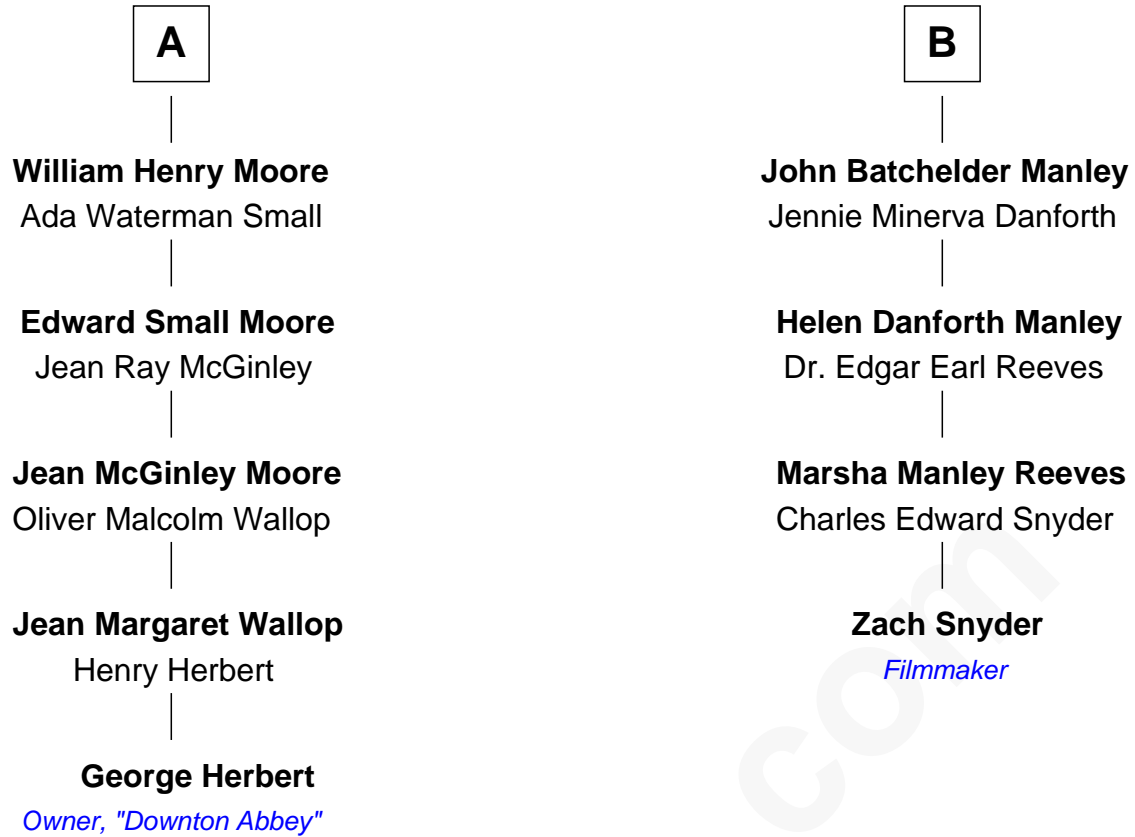 A
William Henry Moore
Ada Waterman Small
Edward Small Moore
Jean Ray McGinley
Jean McGinley Moore
Oliver Malcolm Wallop
Jean Margaret Wallop
Henry Herbert
George Herbert
Owner, "Downton Abbey"
B
John Batchelder Manley
Jennie Minerva Danforth
Helen Danforth Manley
Dr. Edgar Earl Reeves
Marsha Manley Reeves
Charles Edward Snyder
Zach Snyder
Filmmaker
com